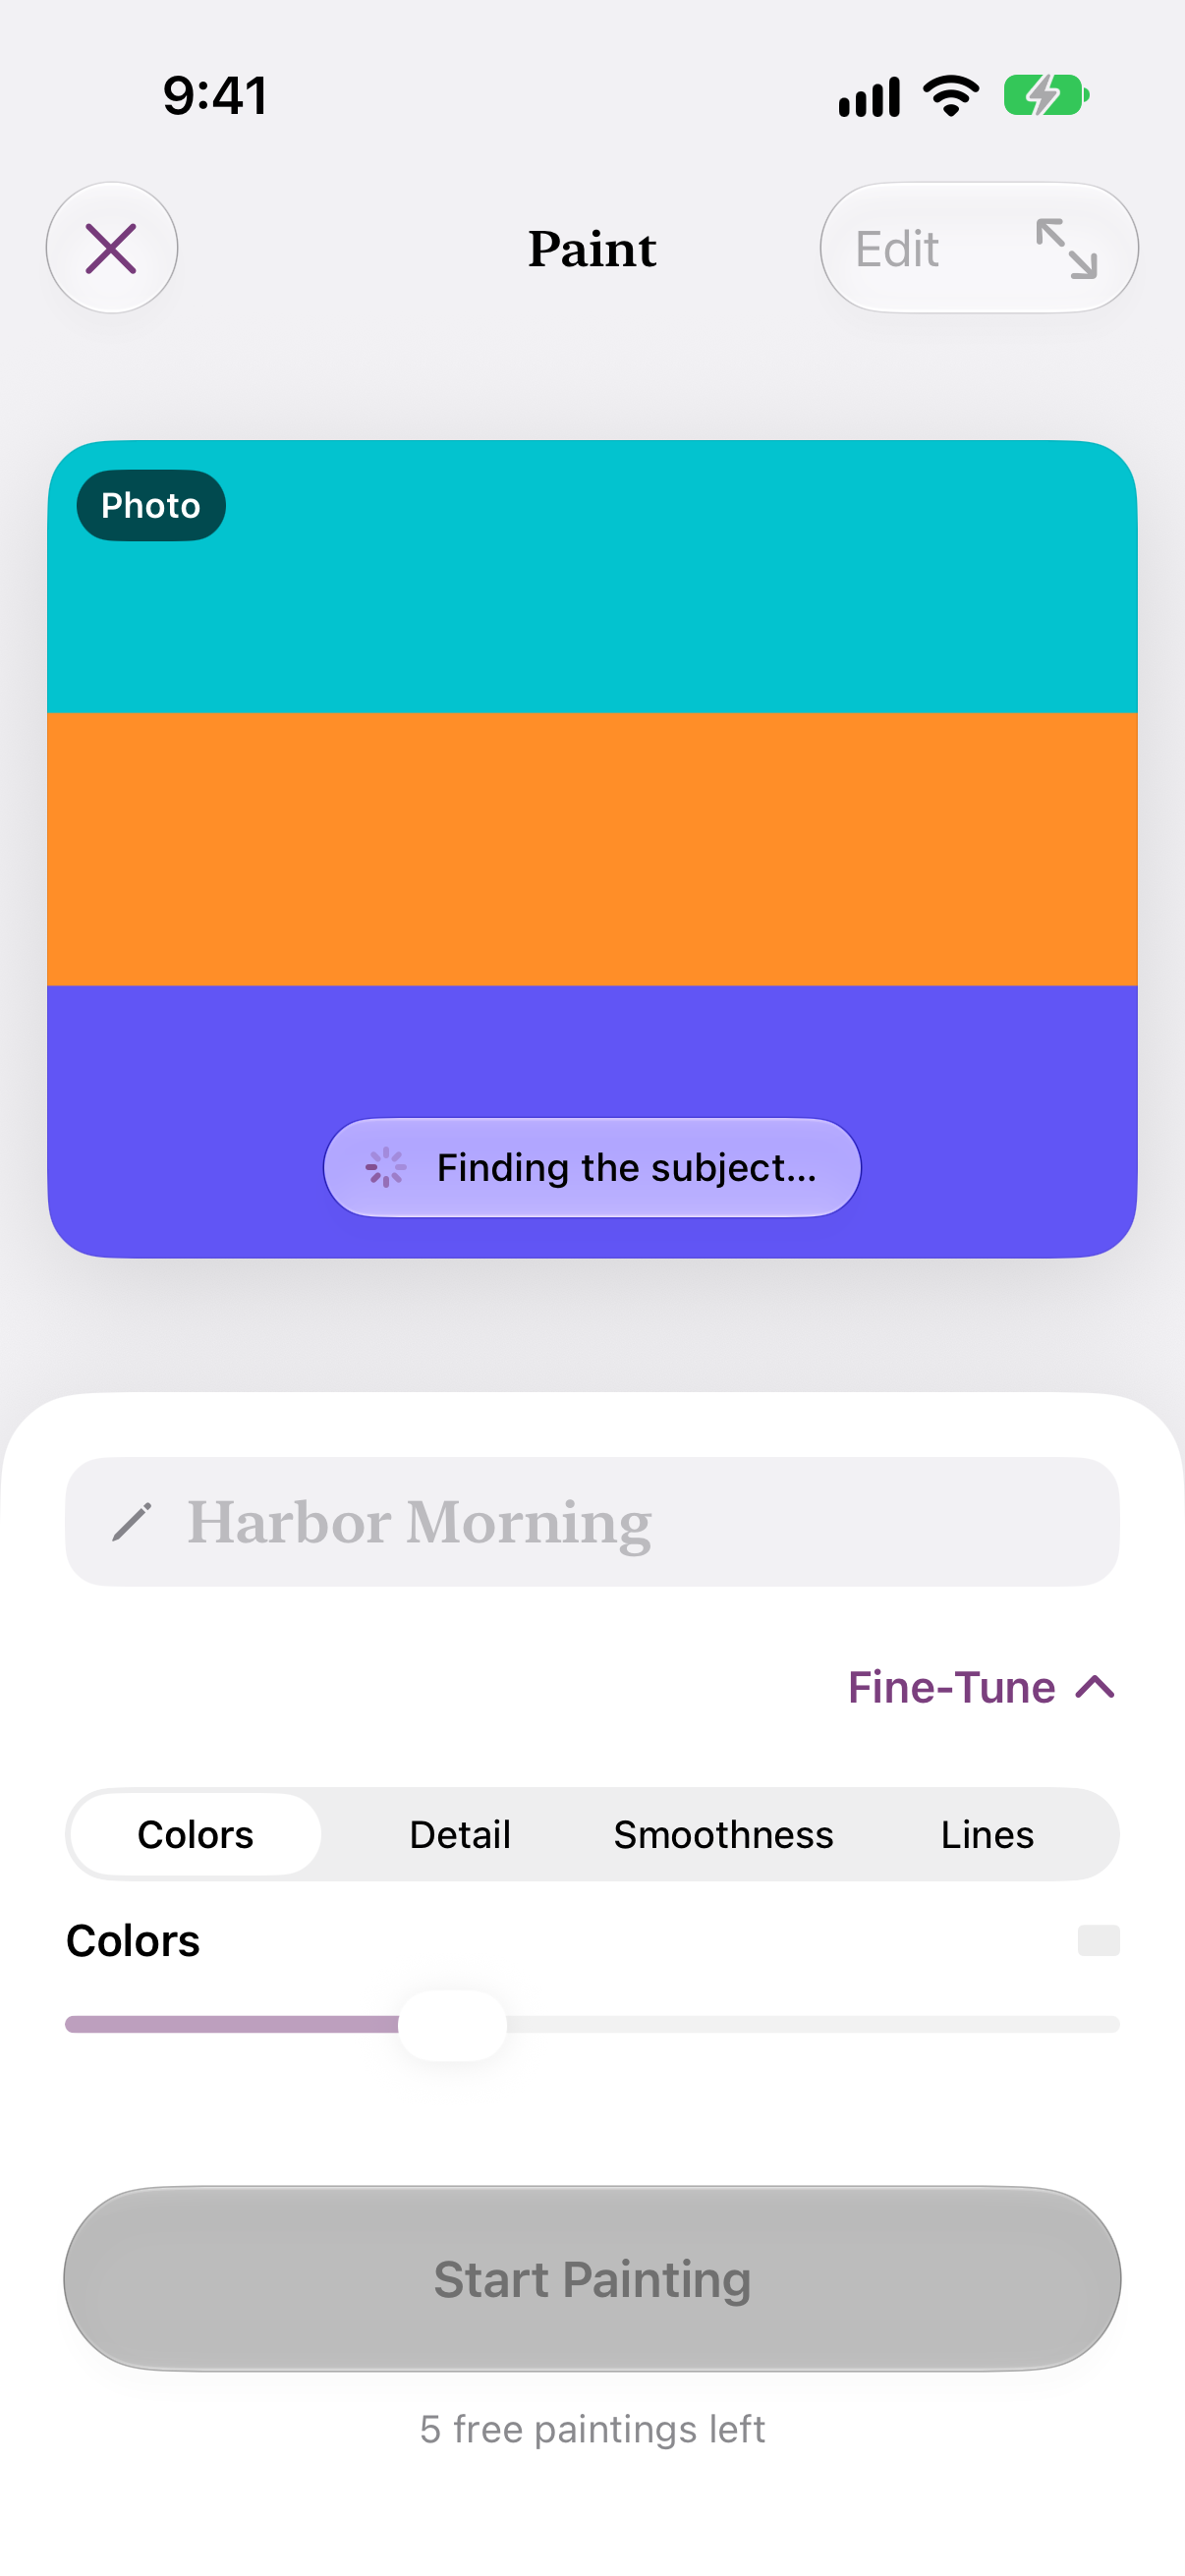 9:41
Paint
Edit
Photo
Finding the subject...
Harbor Morning
Fine-Tune
Colors
Detail
Smoothness
Lines
Colors
Start Painting
5 free paintings left